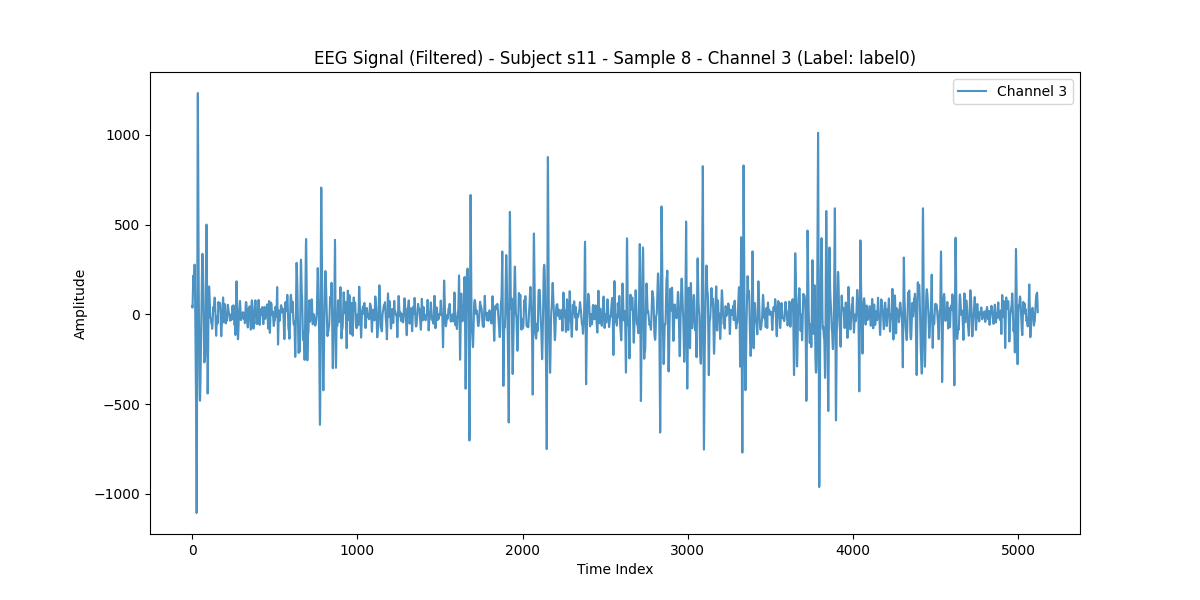 EEG Signal (Filtered) - Subject s11 - Sample 8 - Channel 3 (Label: label0)
Channel 3
1000
500
0
−500
−1000
Amplitude
0 1000 2000 3000 4000 5000
Time Index